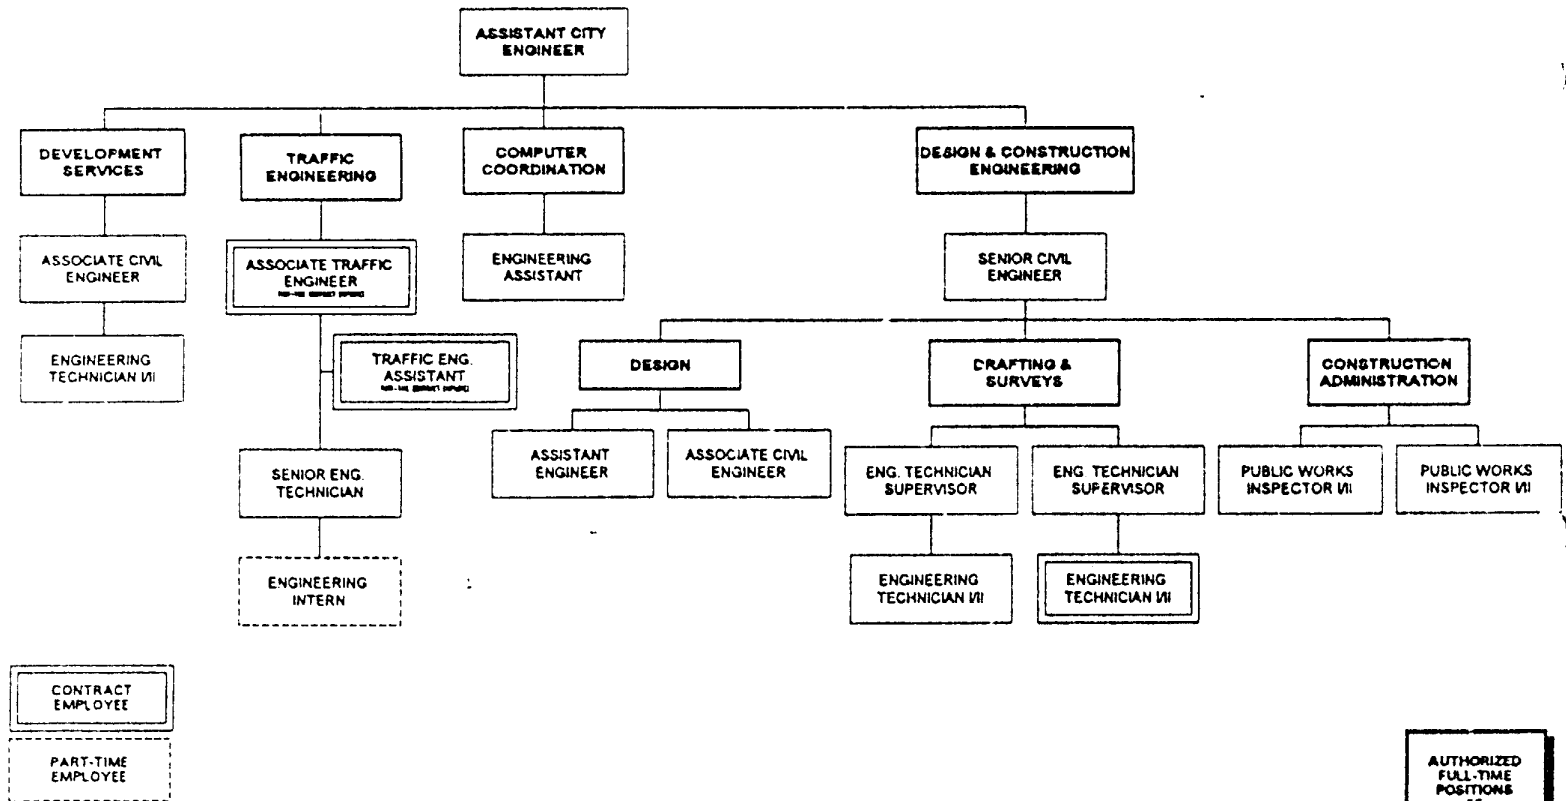 ASSISTANT CITY
ENGINEER
DEVELOPMENT
SERVICES
TRAFFIC
ENGINEERING
COMPUTER
COORDINATION
DESIGN & CONSTRUCTION
ENGINEERING
ASSOCIATE CIVIL
ENGINEER
ASSOCIATE TRAFFIC
ENGINEER
ENGINEERING
ASSISTANT
SENIOR CIVIL
ENGINEER
ENGINEERING
TECHNICIAN I/II
TRAFFIC ENG.
ASSISTANT
DESIGN
DRAFTING &
SURVEYS
CONSTRUCTION
ADMINISTRATION
SENIOR ENG.
TECHNICIAN
ASSISTANT
ENGINEER
ASSOCIATE CIVIL
ENGINEER
ENG. TECHNICIAN
SUPERVISOR
ENG. TECHNICIAN
SUPERVISOR
PUBLIC WORKS
INSPECTOR I/II
PUBLIC WORKS
INSPECTOR I/II
ENGINEERING
INTERN
ENGINEERING
TECHNICIAN I/II
ENGINEERING
TECHNICIAN I/II
CONTRACT
EMPLOYEE
PART-TIME
EMPLOYEE
AUTHORIZED
FULL-TIME
POSITIONS